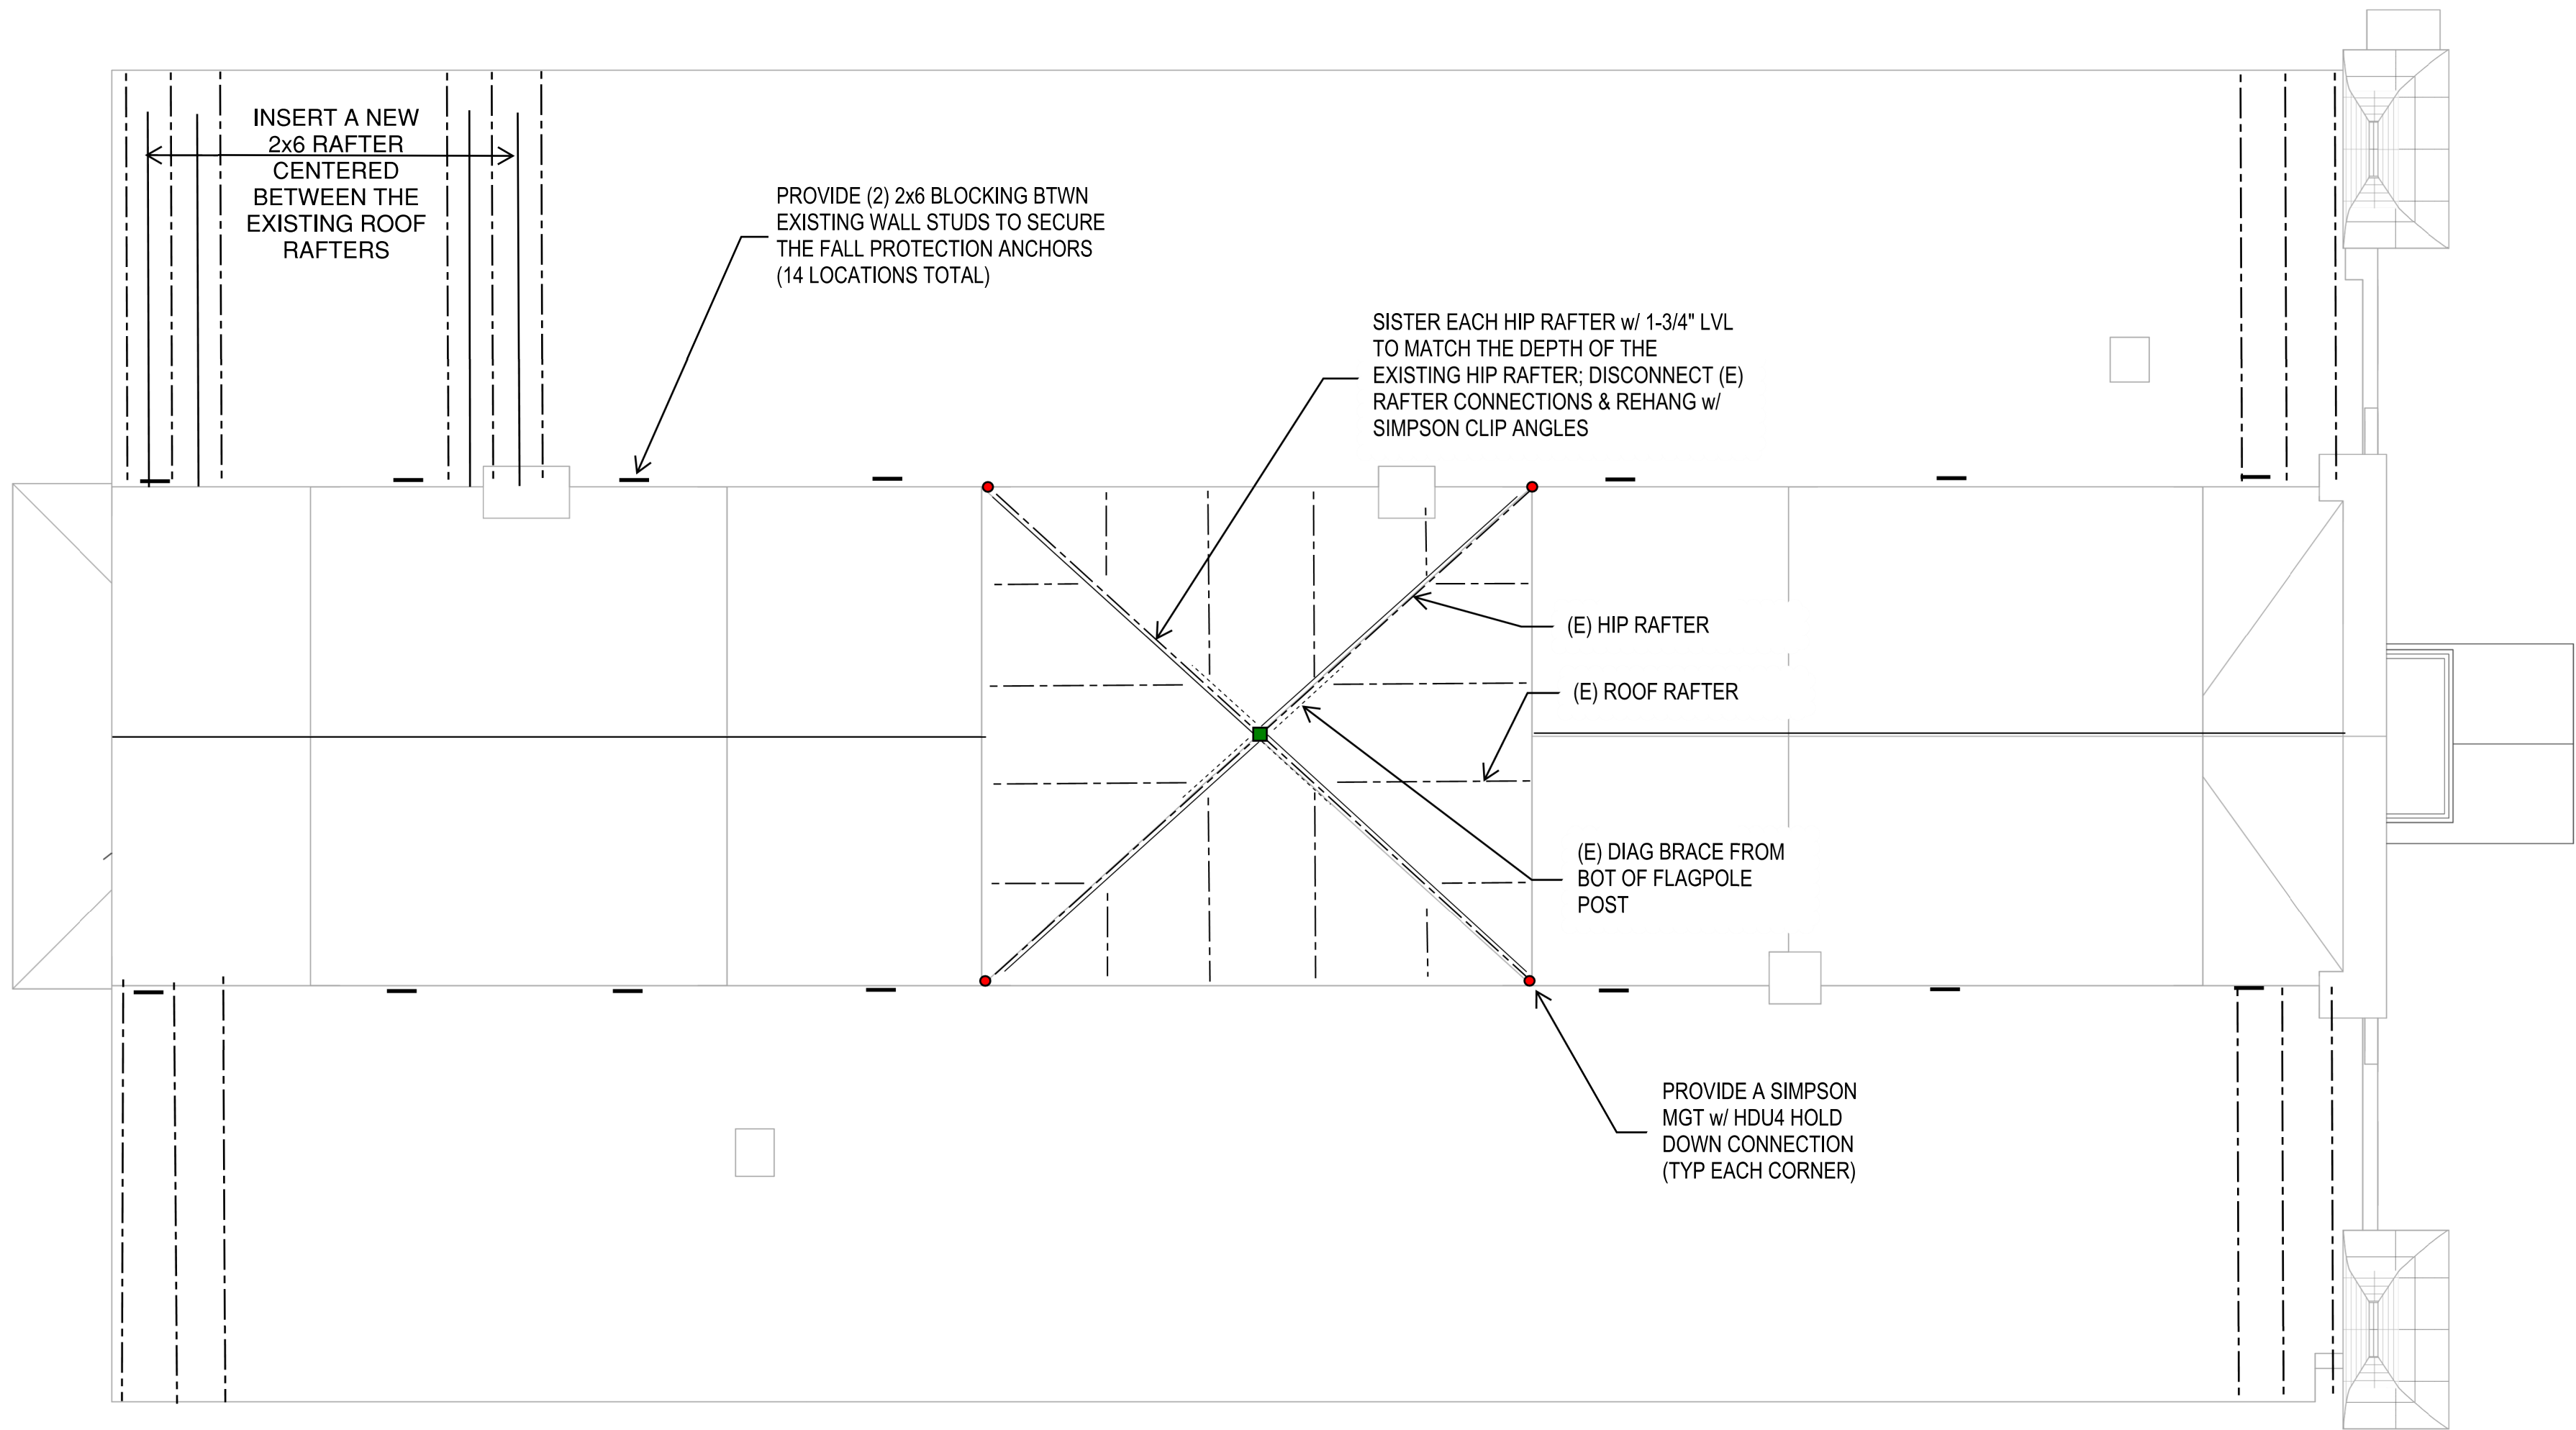 INSERT A NEW
2x6 RAFTER
CENTERED
BETWEEN THE
EXISTING ROOF
RAFTERS
PROVIDE (2) 2x6 BLOCKING BTWN
EXISTING WALL STUDS TO SECURE
THE FALL PROTECTION ANCHORS
(14 LOCATIONS TOTAL)
SISTER EACH HIP RAFTER w/ 1-3/4" LVL
TO MATCH THE DEPTH OF THE
EXISTING HIP RAFTER; DISCONNECT (E)
RAFTER CONNECTIONS & REHANG w/
SIMPSON CLIP ANGLES
(E) HIP RAFTER
(E) ROOF RAFTER
(E) DIAG BRACE FROM
BOT OF FLAGPOLE
POST
PROVIDE A SIMPSON
MGT w/ HDU4 HOLD
DOWN CONNECTION
(TYP EACH CORNER)